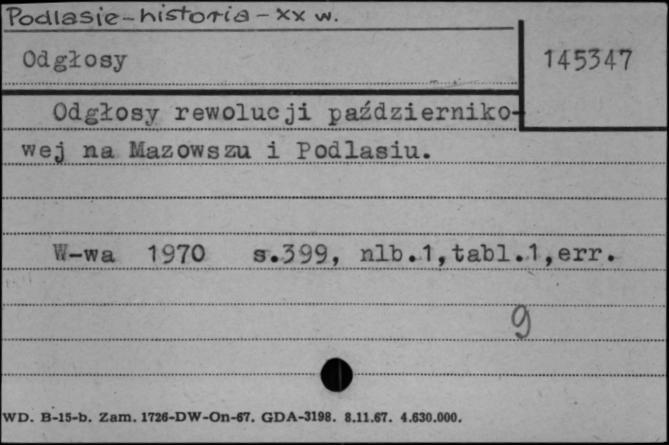 Podlasie - historia - XX w.
Odgłosy
145347
Odgłosy rewolucji październiko-
wej na Mazowszu i Podlasiu.
W-wa 1970 s.399, nlb.1,tabl.1,err.
9
WD. B-15-b. Zam. 1726-DW-On-67. GDA-3198. 8.11.67. 4.630.000.